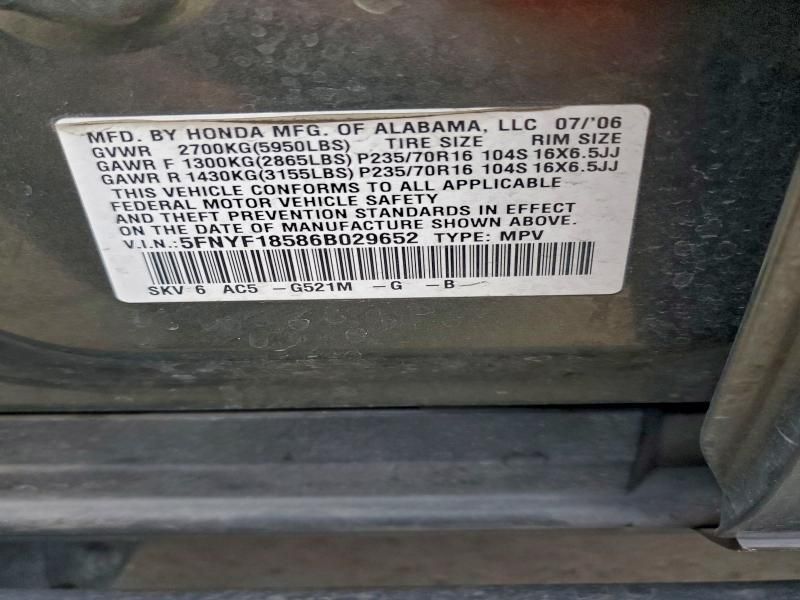 MFD. BY HONDA MFG. OF ALABAMA, LLC 07/'06
GVWR 2700KG(5950LBS) TIRE SIZE RIM SIZE
GAWR F 1300KG(2865LBS) P235/70R16 104S 16X6.5JJ
GAWR R 1430KG(3155LBS) P235/70R16 104S 16X6.5JJ
THIS VEHICLE CONFORMS TO ALL APPLICABLE
FEDERAL MOTOR VEHICLE SAFETY
AND THEFT PREVENTION STANDARDS IN EFFECT
ON THE DATE OF MANUFACTURE SHOWN ABOVE.
V.I.N.:5FNYF18586B029652 TYPE: MPV
SKV 6 AC5 -G521M -G -B